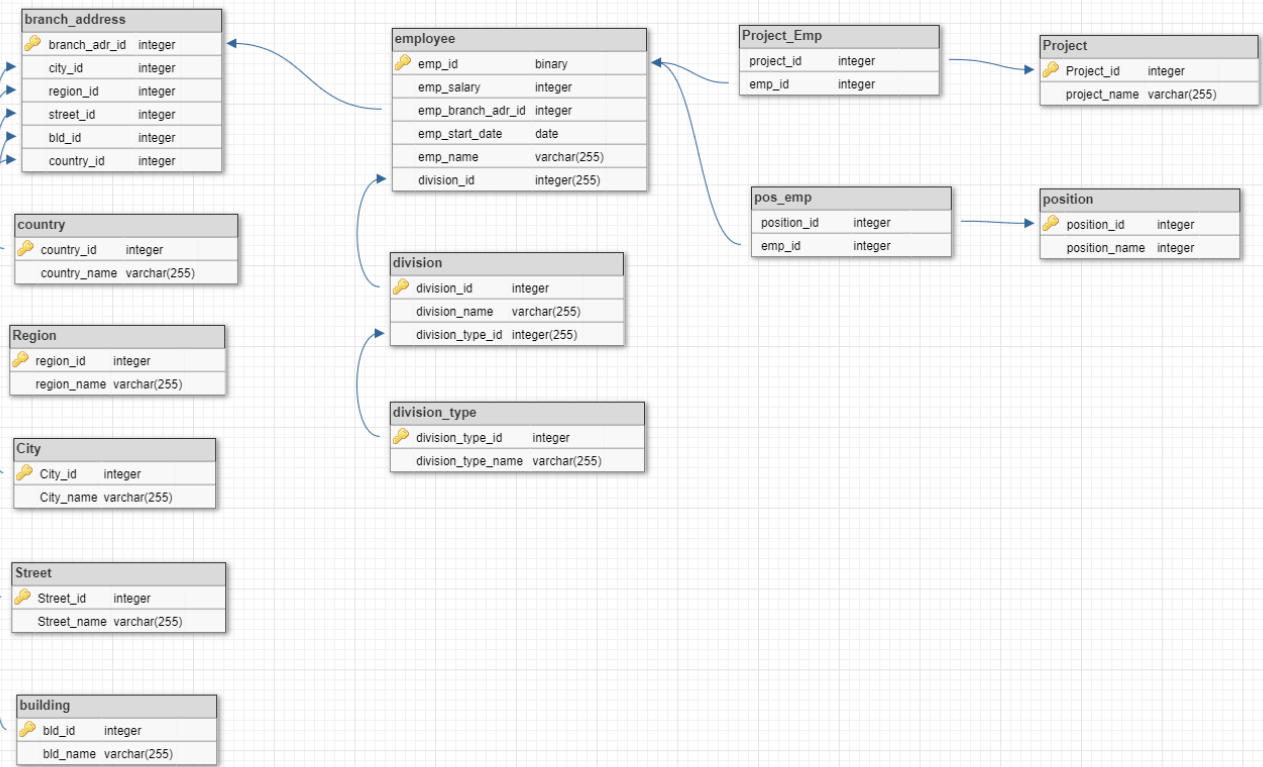 branch_address
branch_adr_id integer
city_id integer
region_id integer
street_id integer
bld_id integer
country_id integer
country
country_id integer
country_name varchar(255)
Region
region_id integer
region_name varchar(255)
City
City_id integer
City_name varchar(255)
Street
Street_id integer
Street_name varchar(255)
building
bld_id integer
bld_name varchar(255)
employee
emp_id binary
emp_salary integer
emp_branch_adr_id integer
emp_start_date date
emp_name varchar(255)
division_id integer(255)
division
division_id integer
division_name varchar(255)
division_type_id integer(255)
division_type
division_type_id integer
division_type_name varchar(255)
Project_Emp
project_id integer
emp_id integer
pos_emp
position_id integer
emp_id integer
Project
Project_id integer
project_name varchar(255)
position
position_id integer
position_name integer